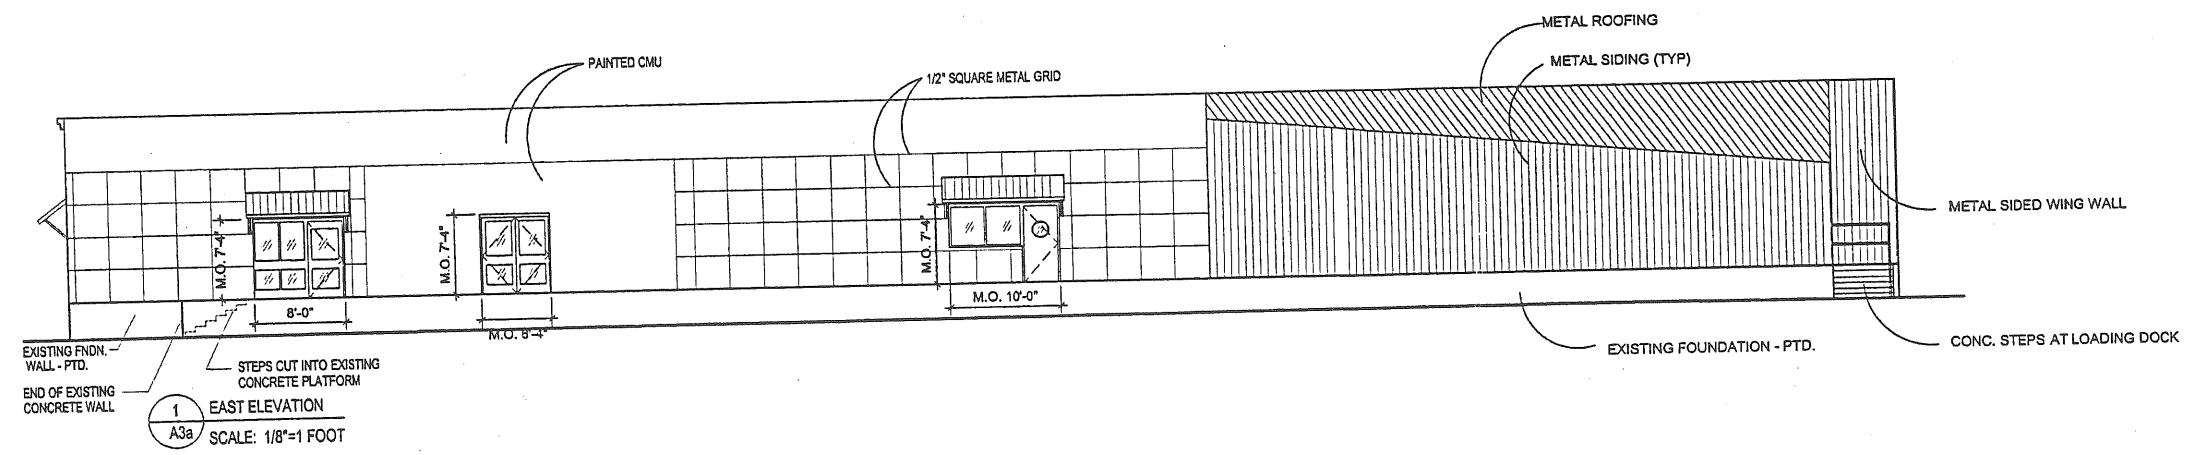 METAL ROOFING
METAL SIDING (TYP)
PAINTED CMU
1/2" SQUARE METAL GRID
METAL SIDED WING WALL
M.O. 7'-4"
M.O. 7'-4"
M.O. 7'-4"
8'-0"
M.O. 10'-0"
EXISTING FNDN.
WALL - PTD.
STEPS CUT INTO EXISTING
CONCRETE PLATFORM
END OF EXISTING
CONCRETE WALL
EXISTING FOUNDATION - PTD.
CONC. STEPS AT LOADING DOCK
1
A3a
EAST ELEVATION
SCALE: 1/8"=1 FOOT